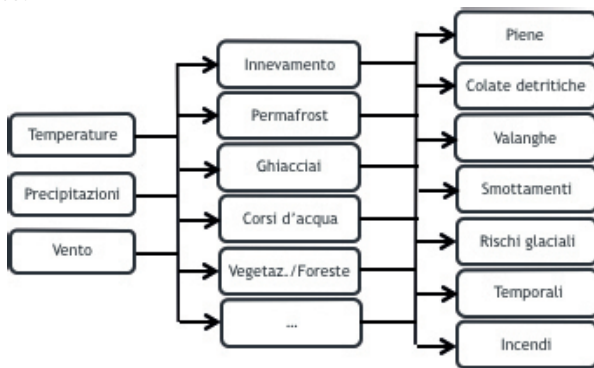 Temperature
Precipitazioni
Vento
Innevamento
Permafrost
Ghiacciai
Corsi d'acqua
Vegetaz./Foreste
...
Piene
Colate detritiche
Valanghe
Smottamenti
Rischi glaciali
Temporali
Incendi